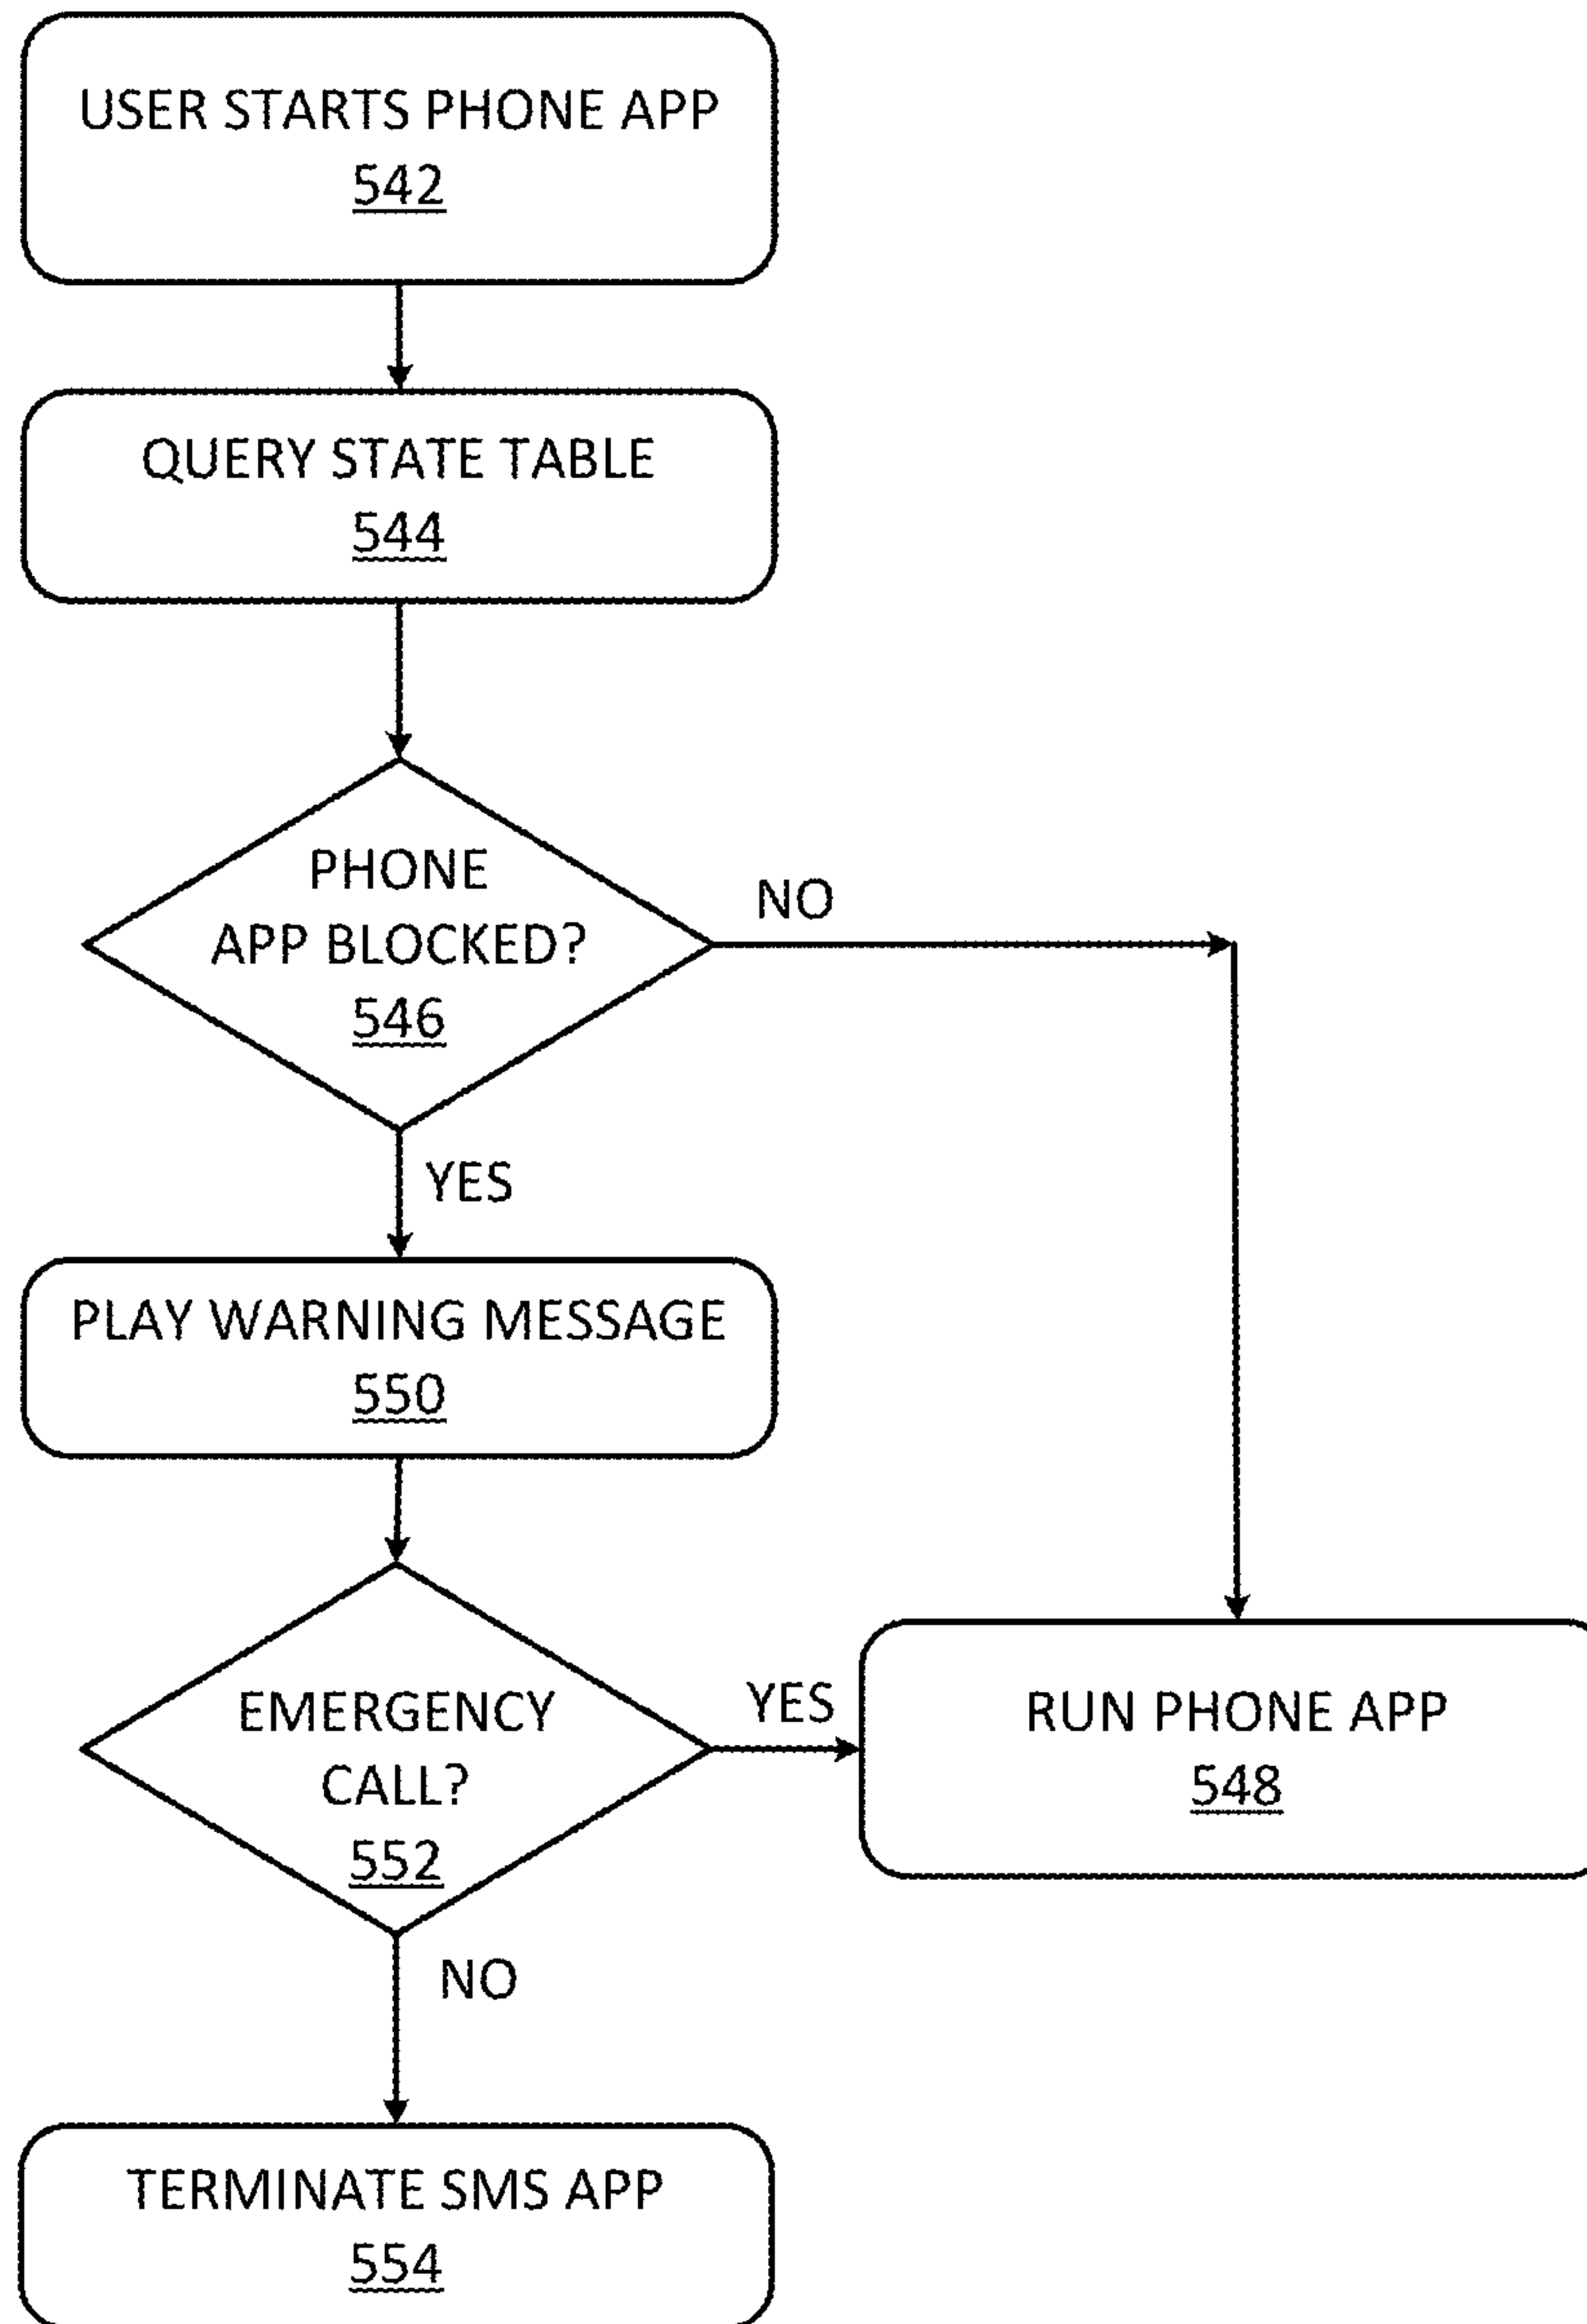 USER STARTS PHONE APP
542
QUERY STATE TABLE
544
PHONE
APP BLOCKED?
546
NO
YES
PLAY WARNING MESSAGE
550
EMERGENCY
CALL?
552
YES
RUN PHONE APP
548
NO
TERMINATE SMS APP
554